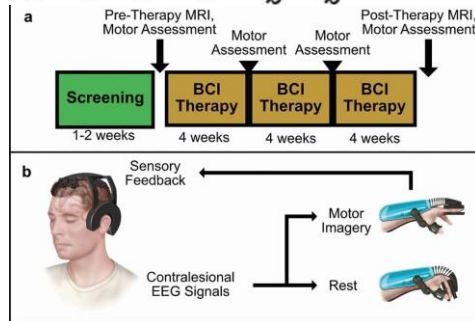 a
Pre-Therapy MRI,
Motor Assessment
Motor
Assessment
Motor
Assessment
Post-Therapy MRI,
Motor Assessment
Screening
BCI
Therapy
BCI
Therapy
BCI
Therapy
1-2 weeks
4 weeks
4 weeks
4 weeks
b
Sensory
Feedback
Motor
Imagery
Contralesional
EEG Signals
Rest